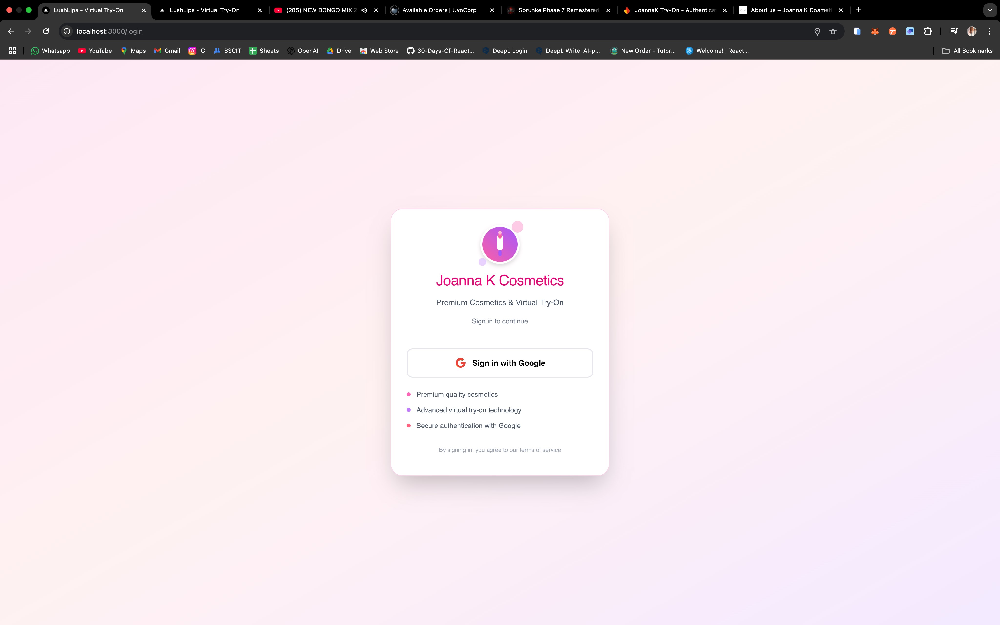 LushLips - Virtual Try-On
LushLips - Virtual Try-On
(285) NEW BONGO MIX 2
Available Orders | UvoCorp
Sprunke Phase 7 Remastered
JoannaK Try-On - Authentica
About us – Joanna K Cosmeti
localhost:3000/login
Whatsapp
YouTube
Maps
Gmail
IG
BSCIT
Sheets
OpenAI
Drive
Web Store
30-Days-Of-React...
DeepL Login
DeepL Write: AI-p...
New Order - Tutor...
Welcome! | React...
All Bookmarks
Joanna K Cosmetics
Premium Cosmetics & Virtual Try-On
Sign in to continue
Sign in with Google
Premium quality cosmetics
Advanced virtual try-on technology
Secure authentication with Google
By signing in, you agree to our terms of service